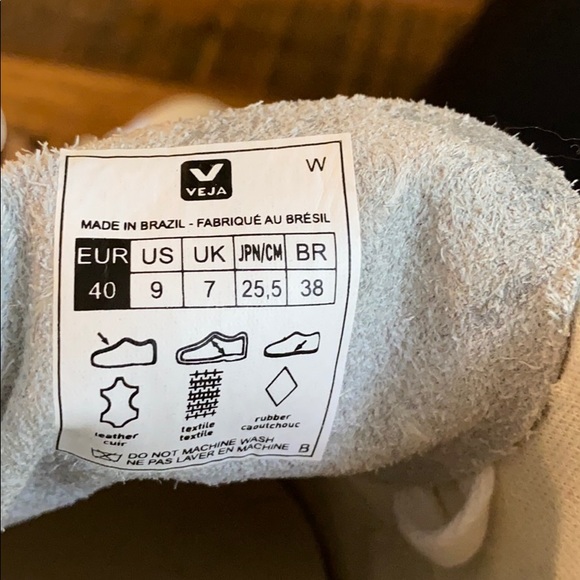 W
V
VEJA
MADE IN BRAZIL - FABRIQUÉ AU BRÉSIL
EUR US UK JPN/CM BR
40 9 7 25,5 38
leather textile rubber
cuir textile caoutchouc
DO NOT MACHINE WASH
NE PAS LAVER EN MACHINE B